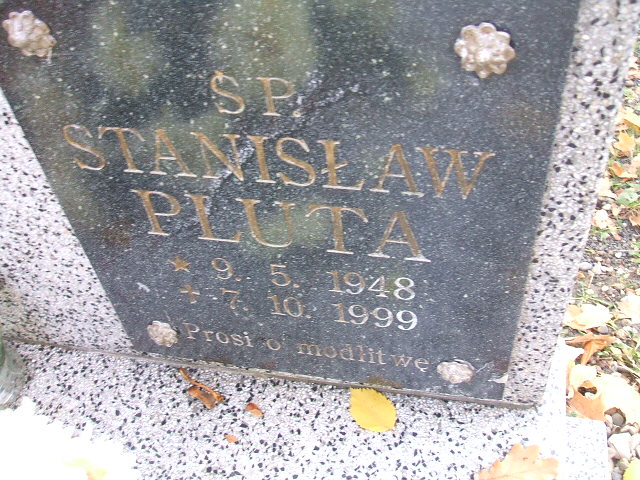 ŚP.
STANISŁAW
PLUTA
★ 9. 5. 1948
+ 7. 10. 1999
Prosi o modlitwę